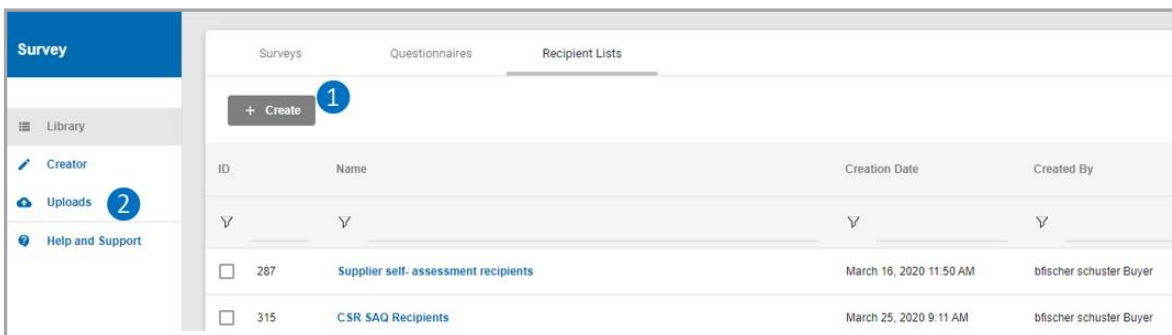 Survey
Surveys Questionnaires Recipient Lists
+ Create 1
Library
Creator
Uploads 2
Help and Support
ID Name Creation Date Created By
287 Supplier self- assessment recipients March 16, 2020 11:50 AM bfischer schuster Buyer
315 CSR SAQ Recipients March 25, 2020 9:11 AM bfischer schuster Buyer